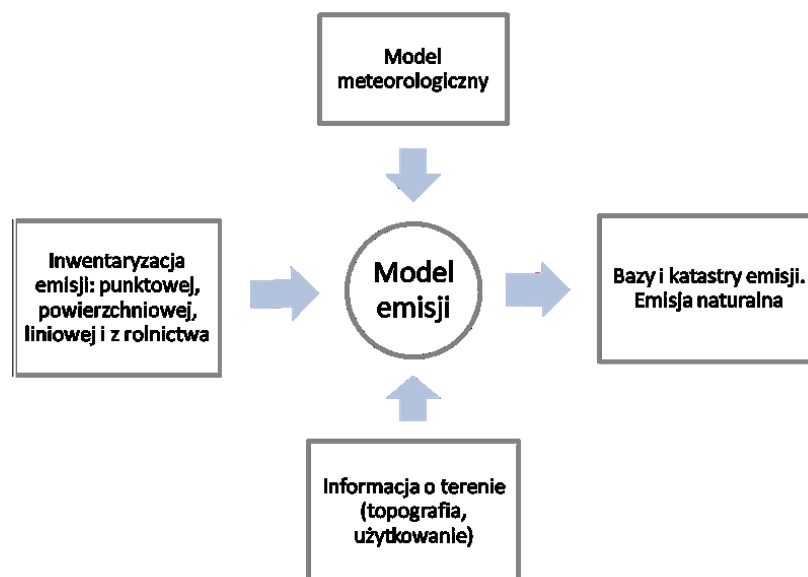 Model
meteorologiczny
Inwentaryzacja
emisji: punktowej,
powierzchniowej,
liniowej i z rolnictwa
Model
emisji
Bazy i katastry emisji.
Emisja naturalna
Informacja o terenie
(topografia,
użytkowanie)